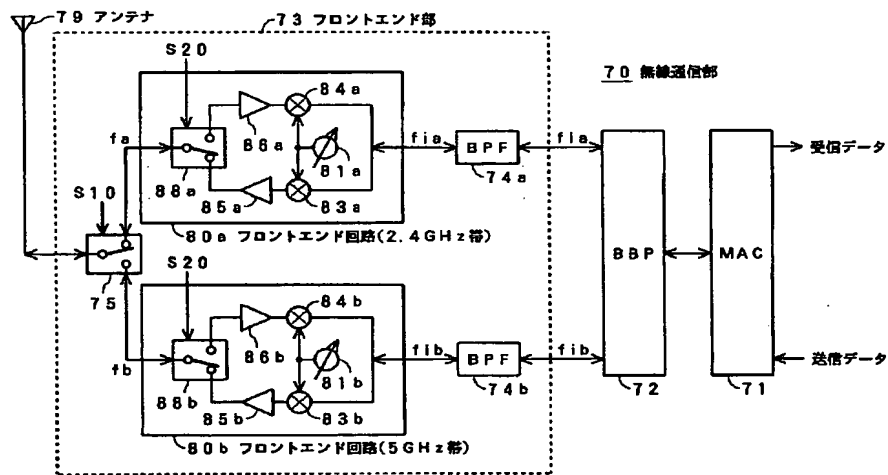 79 アンテナ
73 フロントエンド部
S20
84a
70 無線通信部
86a
81a
fa
fia
BPF
fia
受信データ
88a
74a
S10
85a
83a
80a フロントエンド回路(2.4GHz帯)
BBP
MAC
75
S20
84b
86b
81b
fb
fib
BPF
fib
送信データ
88b
74b
72
71
85b
83b
80b フロントエンド回路(5GHz帯)